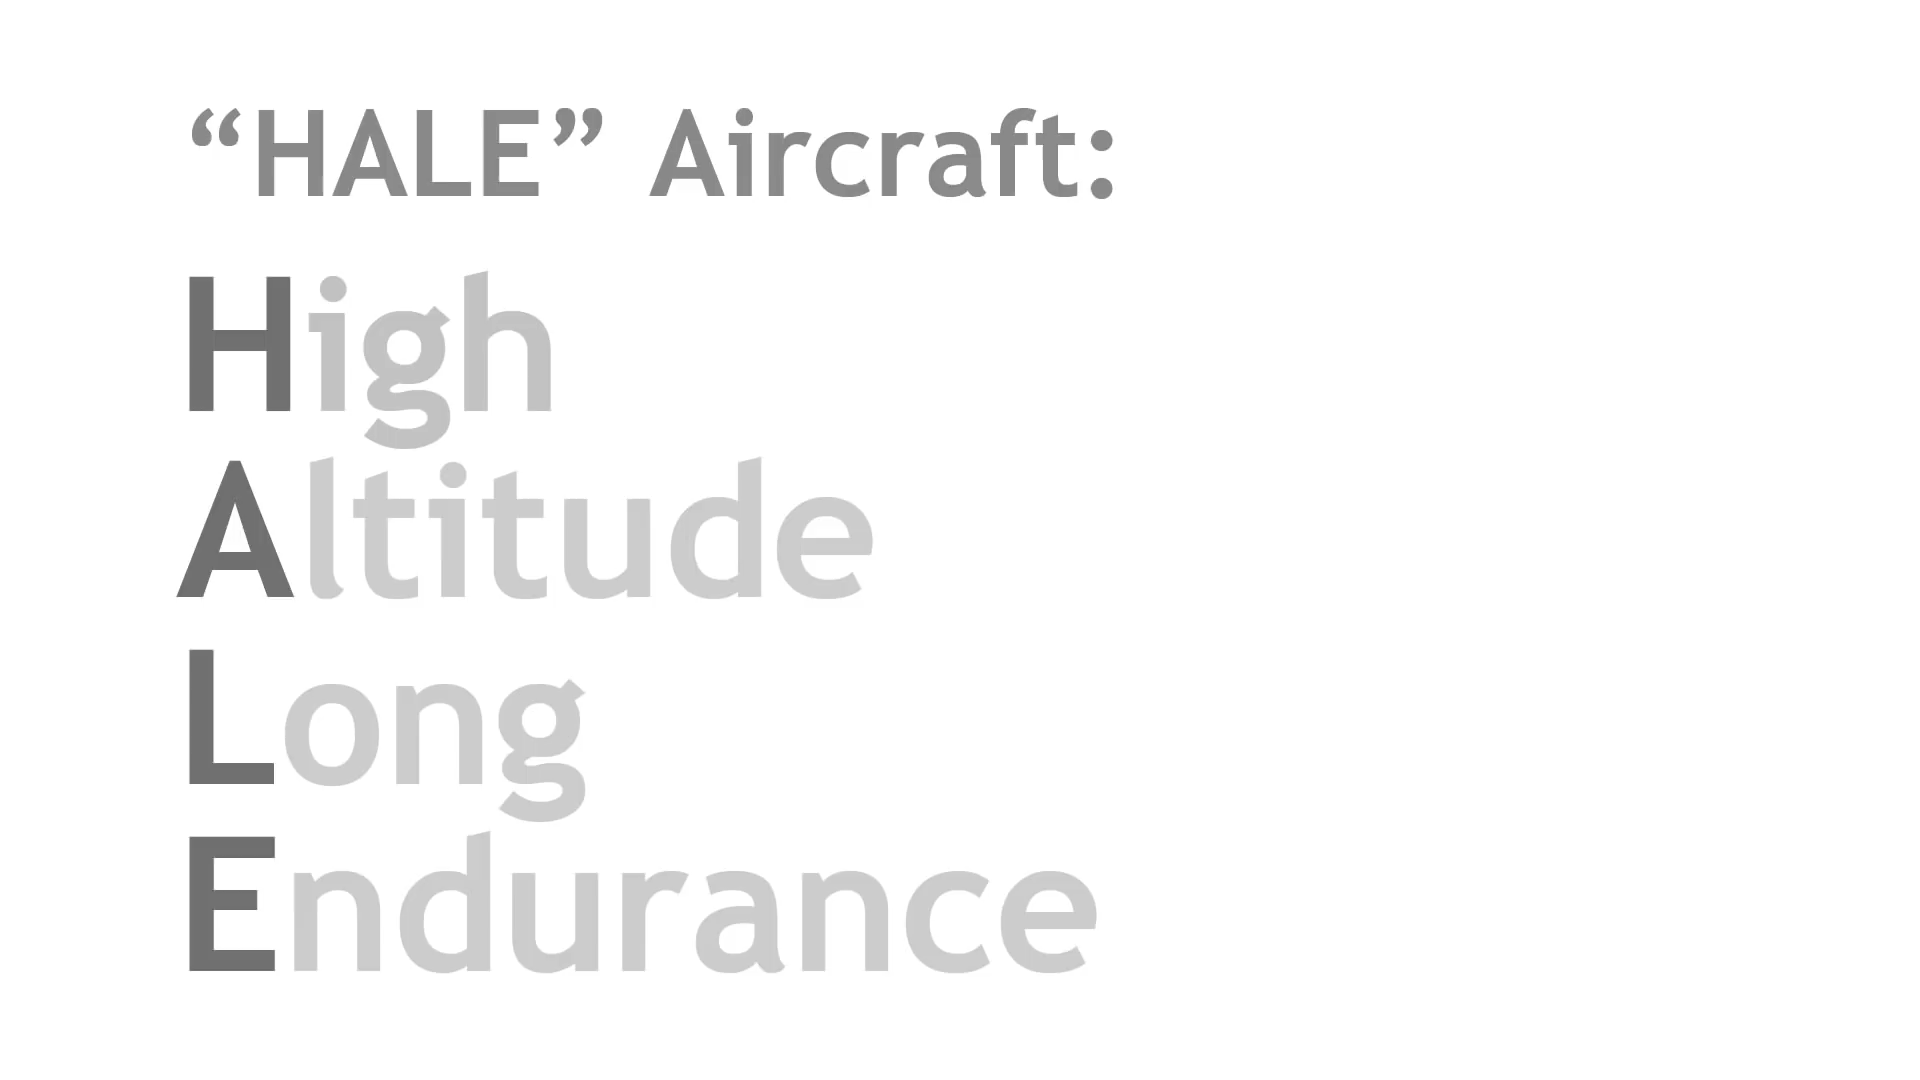 “HALE” Aircraft:
High
Altitude
Long
Endurance